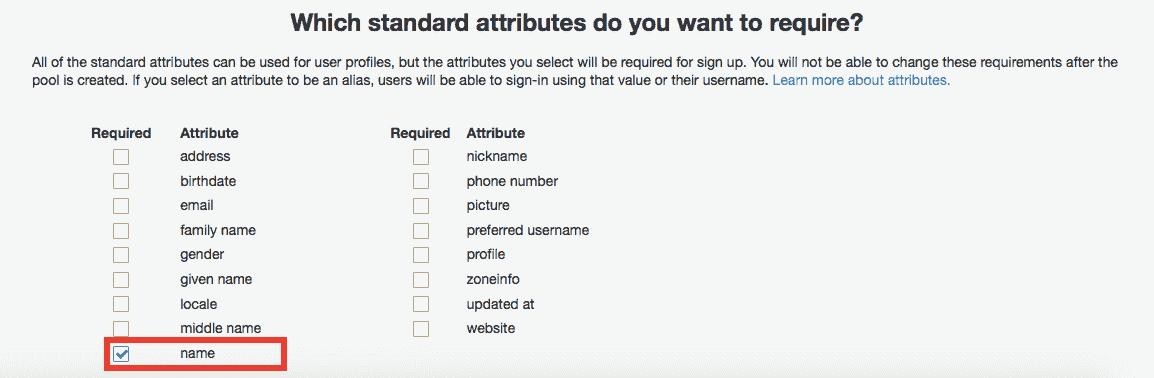 Which standard attributes do you want to require?
All of the standard attributes can be used for user profiles, but the attributes you select will be required for sign up. You will not be able to change these requirements after the
pool is created. If you select an attribute to be an alias, users will be able to sign-in using that value or their username. Learn more about attributes.
Required Attribute
address
birthdate
email
family name
gender
given name
locale
middle name
name
Required Attribute
nickname
phone number
picture
preferred username
profile
zoneinfo
updated at
website